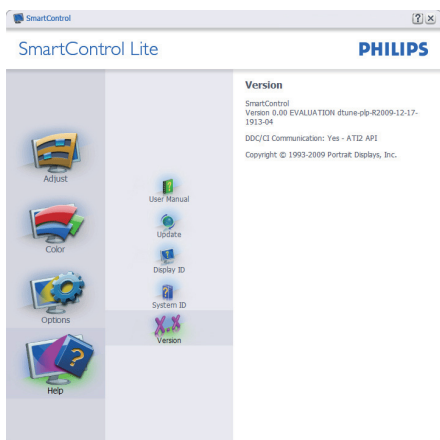 SmartControl
SmartControl Lite
PHILIPS
Adjust
Color
Options
Help
User Manual
Update
Display ID
System ID
Version
Version
SmartControl
Version 0.00 EVALUATION dtune-plp-R2009-12-17-
1913-04
DDC/CI Communication: Yes - ATI2 API
Copyright © 1993-2009 Portrait Displays, Inc.